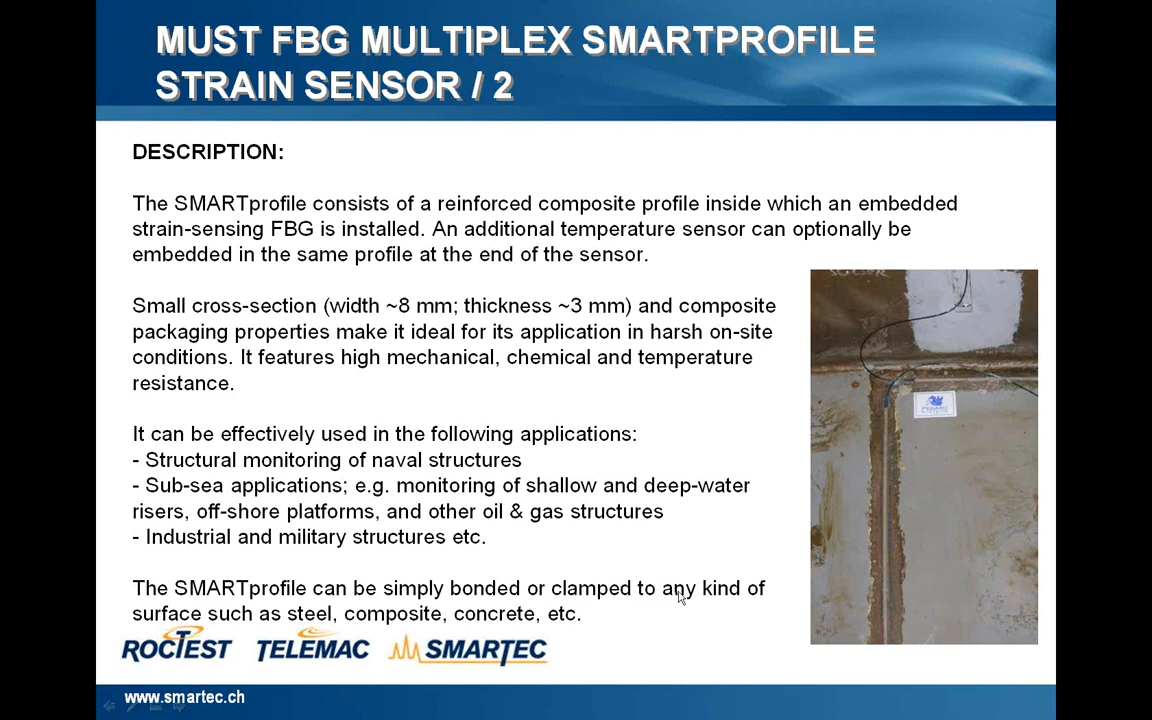 MUST FBG MULTIPLEX SMARTPROFILE
STRAIN SENSOR / 2
DESCRIPTION:
The SMARTprofile consists of a reinforced composite profile inside which an embedded
strain-sensing FBG is installed. An additional temperature sensor can optionally be
embedded in the same profile at the end of the sensor.
Small cross-section (width ~8 mm; thickness ~3 mm) and composite
packaging properties make it ideal for its application in harsh on-site
conditions. It features high mechanical, chemical and temperature
resistance.
It can be effectively used in the following applications:
- Structural monitoring of naval structures
- Sub-sea applications; e.g. monitoring of shallow and deep-water
risers, off-shore platforms, and other oil & gas structures
- Industrial and military structures etc.
The SMARTprofile can be simply bonded or clamped to any kind of
surface such as steel, composite, concrete, etc.
ROCTEST TELEMAC SMARTEC
www.smartec.ch